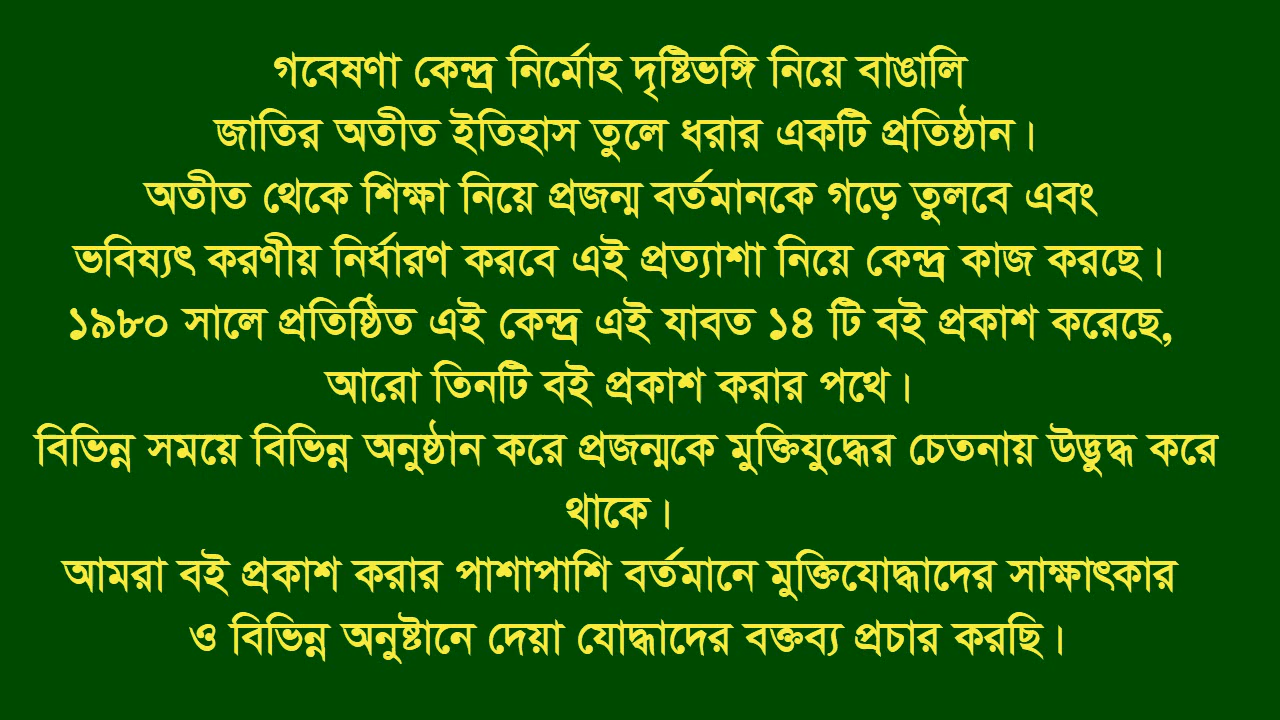 গবেষণা কেন্দ্র নির্মোহ দৃষ্টিভঙ্গি নিয়ে বাঙালি
জাতির অতীত ইতিহাস তুলে ধরার একটি প্রতিষ্ঠান।
অতীত থেকে শিক্ষা নিয়ে প্রজন্ম বর্তমানকে গড়ে তুলবে এবং
ভবিষ্যৎ করণীয় নির্ধারণ করবে এই প্রত্যাশা নিয়ে কেন্দ্র কাজ করছে।
১৯৮০ সালে প্রতিষ্ঠিত এই কেন্দ্র এই যাবত ১৪ টি বই প্রকাশ করেছে,
আরো তিনটি বই প্রকাশ করার পথে।
বিভিন্ন সময়ে বিভিন্ন অনুষ্ঠান করে প্রজন্মকে মুক্তিযুদ্ধের চেতনায় উদ্ভুদ্ধ করে
থাকে।
আমরা বই প্রকাশ করার পাশাপাশি বর্তমানে মুক্তিযোদ্ধাদের সাক্ষাৎকার
ও বিভিন্ন অনুষ্টানে দেয়া যোদ্ধাদের বক্তব্য প্রচার করছি।